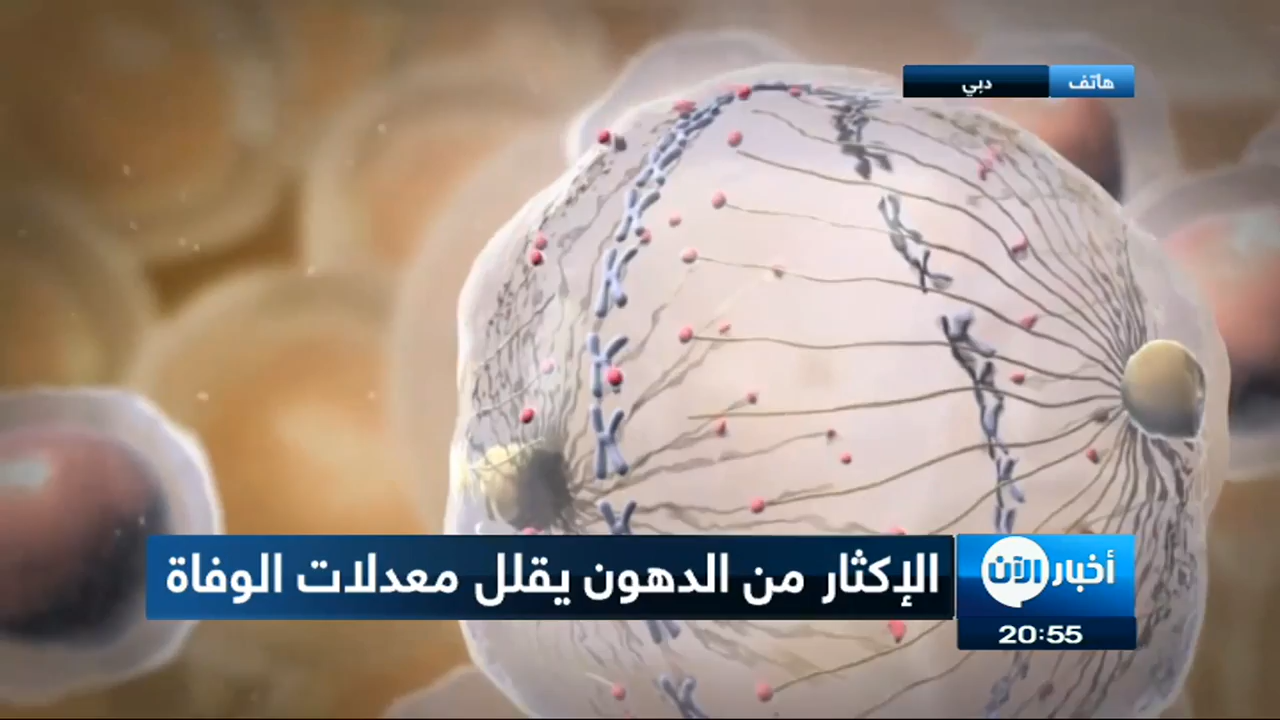 هاتف
دبي
الإكثار من الدهون يقلل معدلات الوفاة
أخبار الآن
20:55